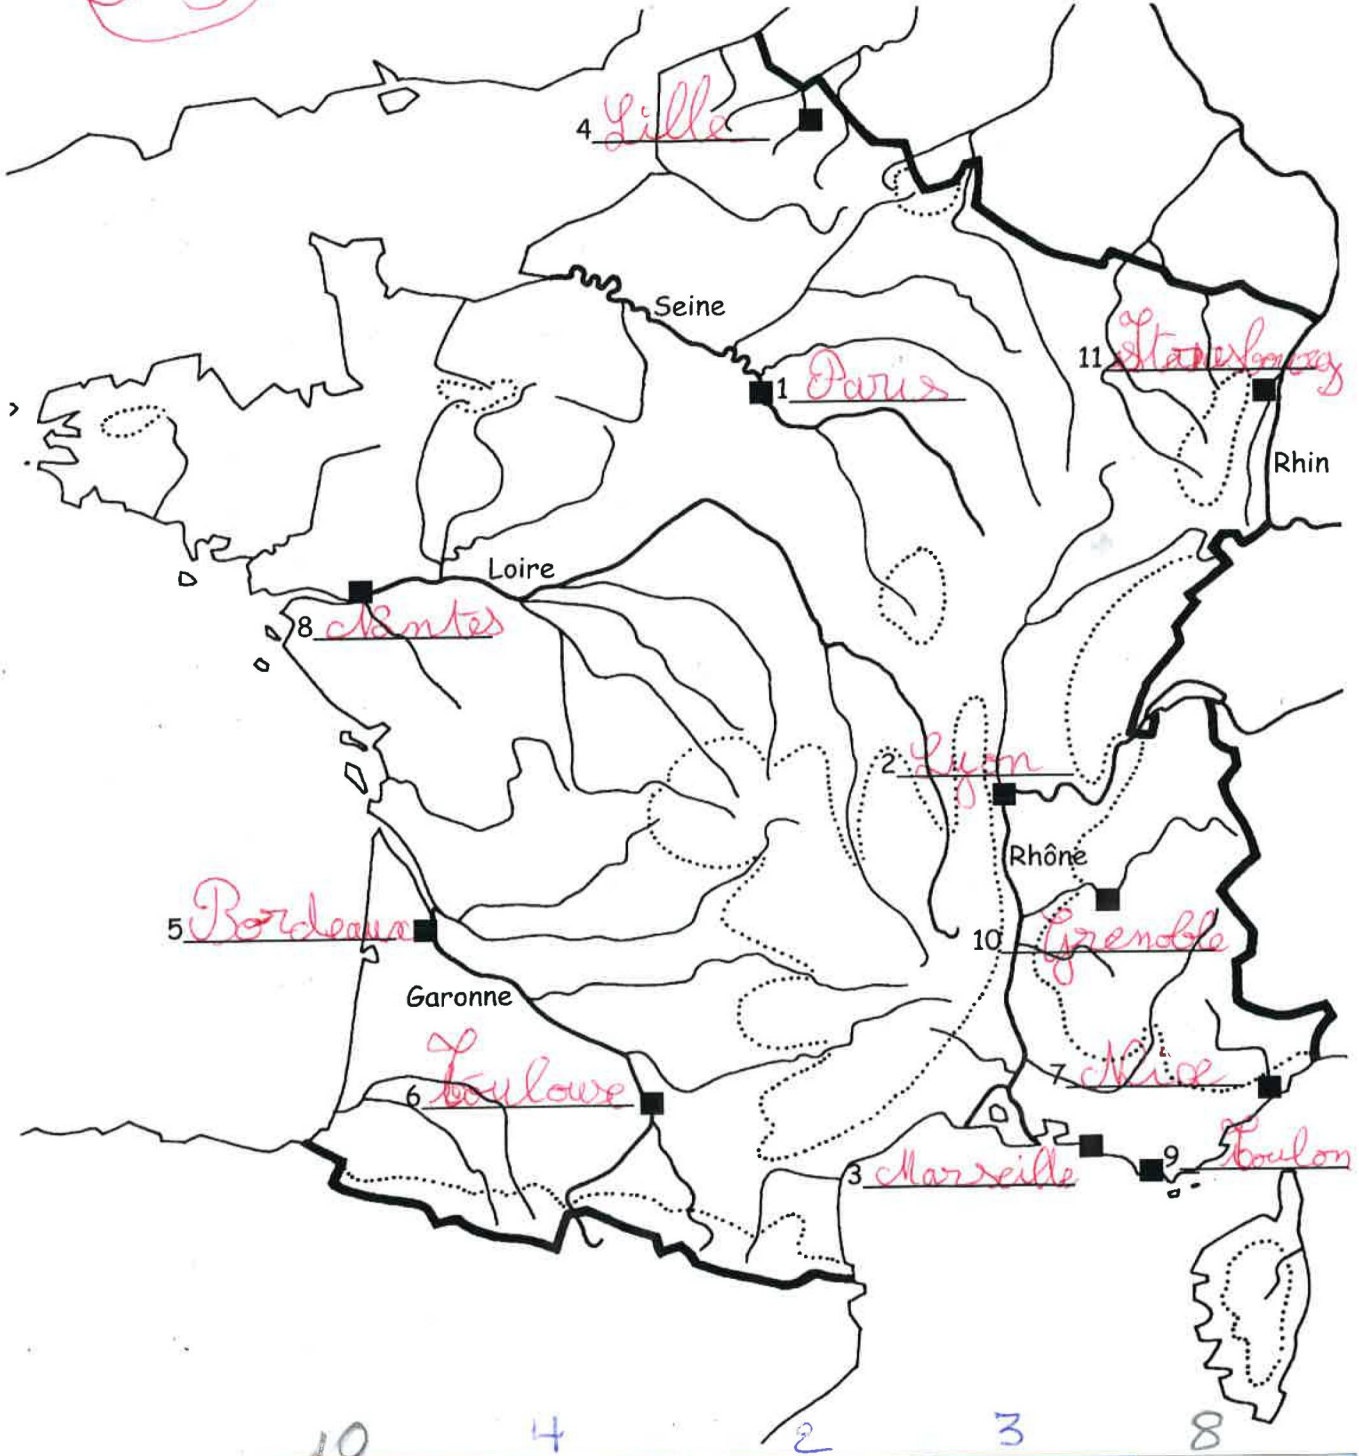 4 Lille
Seine
11 Strasbourg
1 Paris
Rhin
Loire
8 Nantes
2 Lyon
Rhône
5 Bordeaux
10 Grenoble
Garonne
6 Toulouse
7 Nice
9 Toulon
3 Marseille
10 4 2 3 8